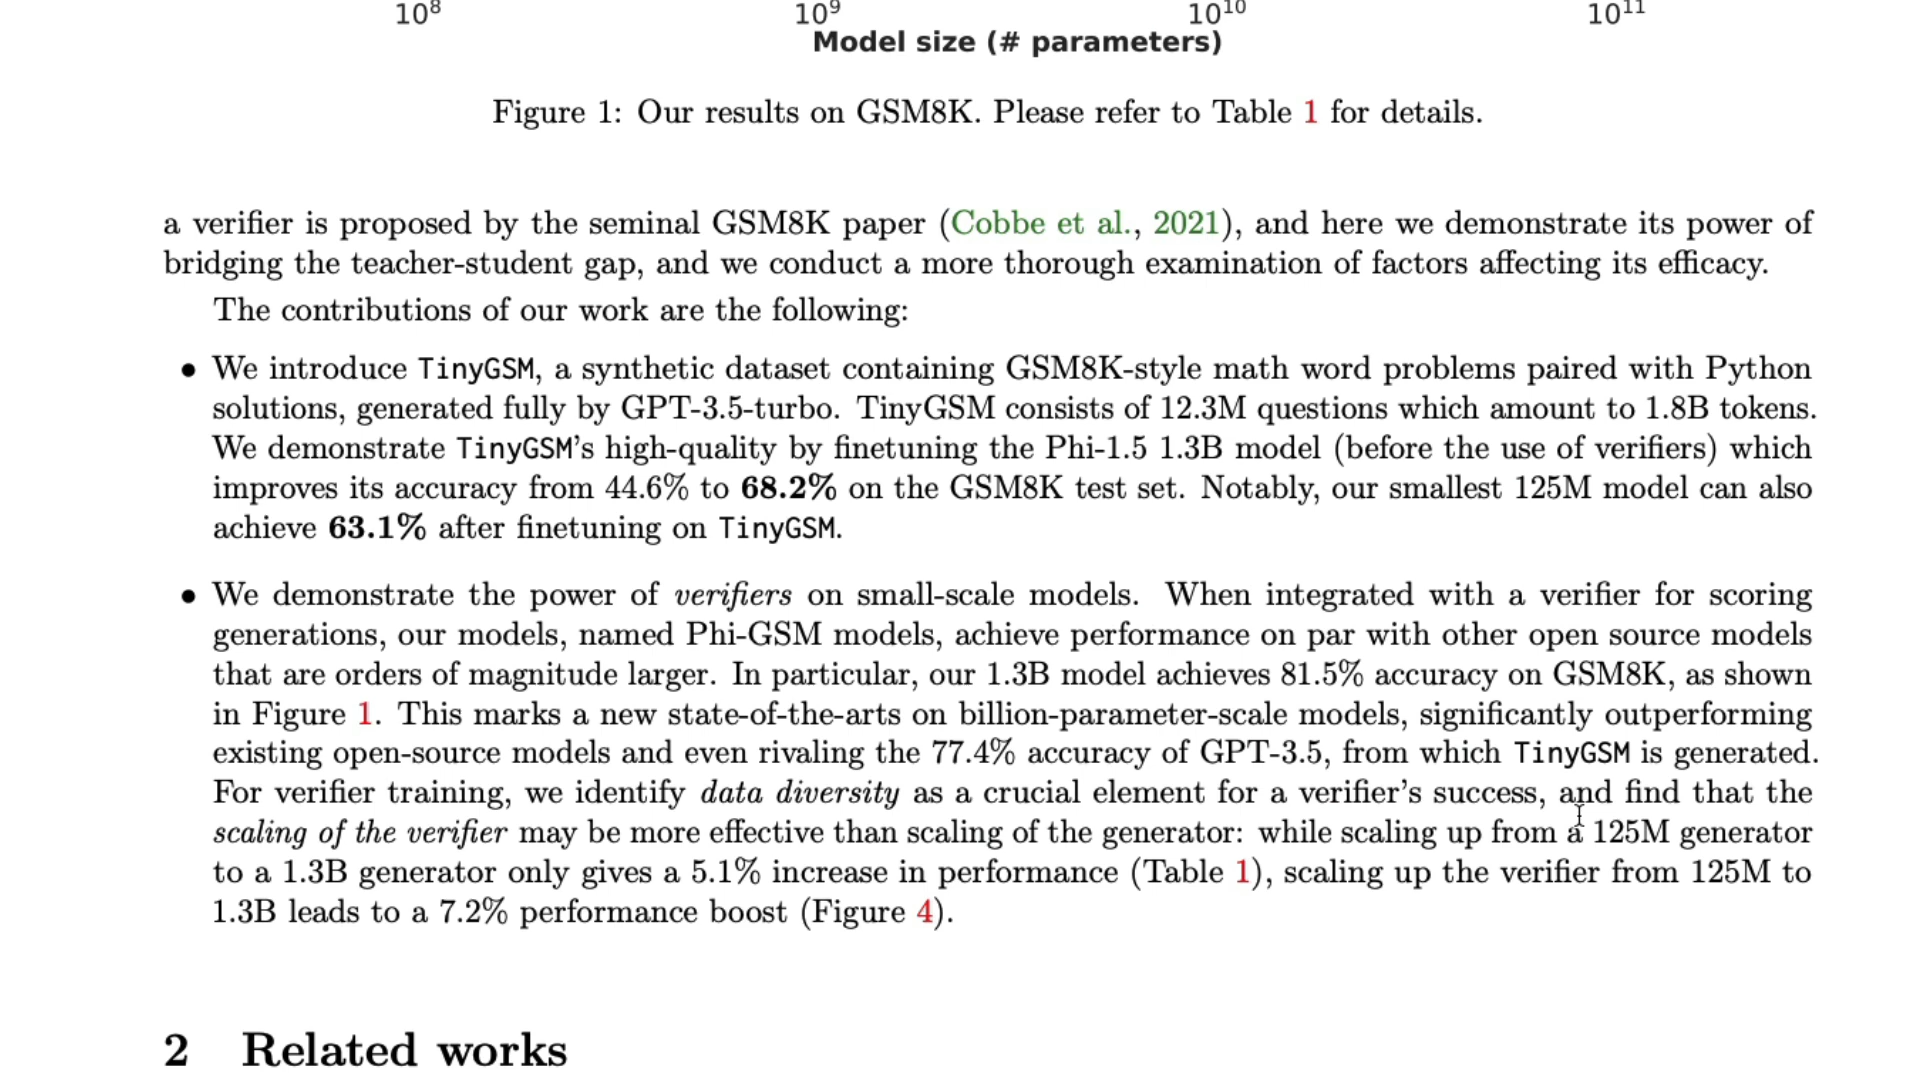 10⁸ 10⁹ 10¹⁰ 10¹¹
Model size (# parameters)
Figure 1: Our results on GSM8K. Please refer to Table 1 for details.
a verifier is proposed by the seminal GSM8K paper (Cobbe et al., 2021), and here we demonstrate its power of
bridging the teacher-student gap, and we conduct a more thorough examination of factors affecting its efficacy.
The contributions of our work are the following:
• We introduce TinyGSM, a synthetic dataset containing GSM8K-style math word problems paired with Python
solutions, generated fully by GPT-3.5-turbo. TinyGSM consists of 12.3M questions which amount to 1.8B tokens.
We demonstrate TinyGSM's high-quality by finetuning the Phi-1.5 1.3B model (before the use of verifiers) which
improves its accuracy from 44.6% to 68.2% on the GSM8K test set. Notably, our smallest 125M model can also
achieve 63.1% after finetuning on TinyGSM.
• We demonstrate the power of verifiers on small-scale models. When integrated with a verifier for scoring
generations, our models, named Phi-GSM models, achieve performance on par with other open source models
that are orders of magnitude larger. In particular, our 1.3B model achieves 81.5% accuracy on GSM8K, as shown
in Figure 1. This marks a new state-of-the-arts on billion-parameter-scale models, significantly outperforming
existing open-source models and even rivaling the 77.4% accuracy of GPT-3.5, from which TinyGSM is generated.
For verifier training, we identify data diversity as a crucial element for a verifier's success, and find that the
scaling of the verifier may be more effective than scaling of the generator: while scaling up from a 125M generator
to a 1.3B generator only gives a 5.1% increase in performance (Table 1), scaling up the verifier from 125M to
1.3B leads to a 7.2% performance boost (Figure 4).
2 Related works